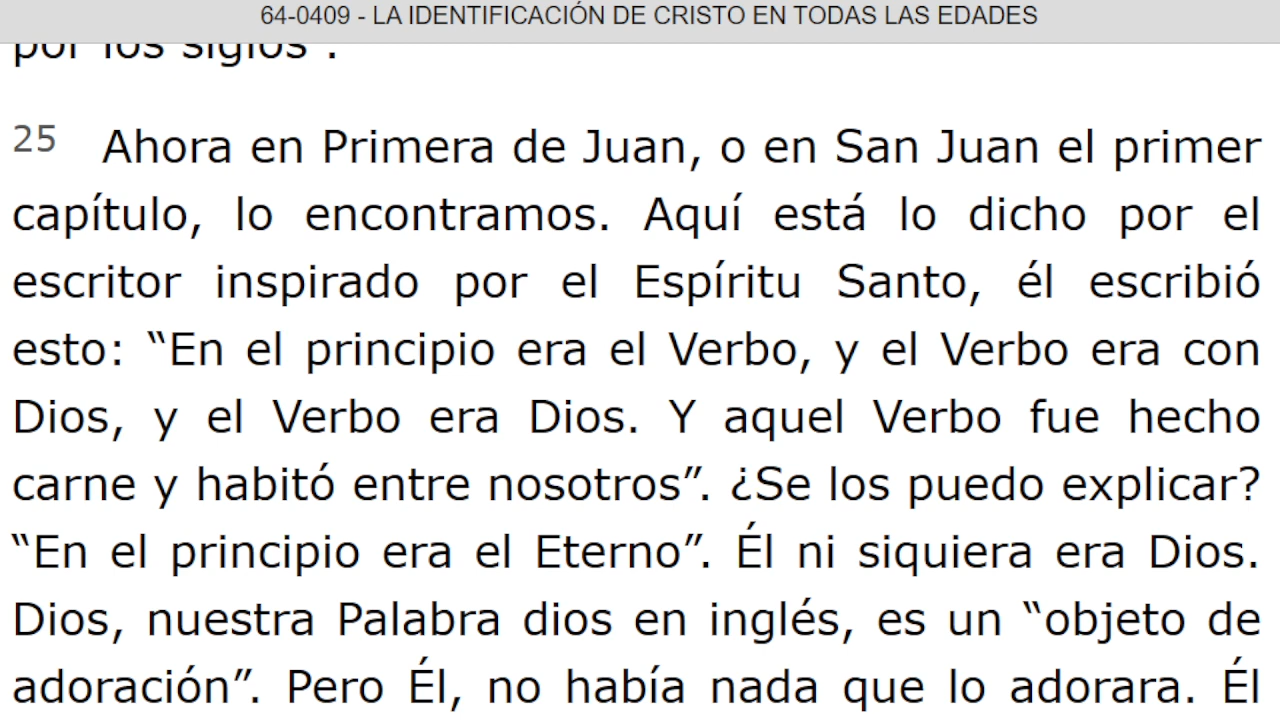 64-0409 - LA IDENTIFICACIÓN DE CRISTO EN TODAS LAS EDADES
por los siglos”.
25 Ahora en Primera de Juan, o en San Juan el primer
capítulo, lo encontramos. Aquí está lo dicho por el
escritor inspirado por el Espíritu Santo, él escribió
esto: “En el principio era el Verbo, y el Verbo era con
Dios, y el Verbo era Dios. Y aquel Verbo fue hecho
carne y habitó entre nosotros”. ¿Se los puedo explicar?
“En el principio era el Eterno”. Él ni siquiera era Dios.
Dios, nuestra Palabra dios en inglés, es un “objeto de
adoración”. Pero Él, no había nada que lo adorara. Él